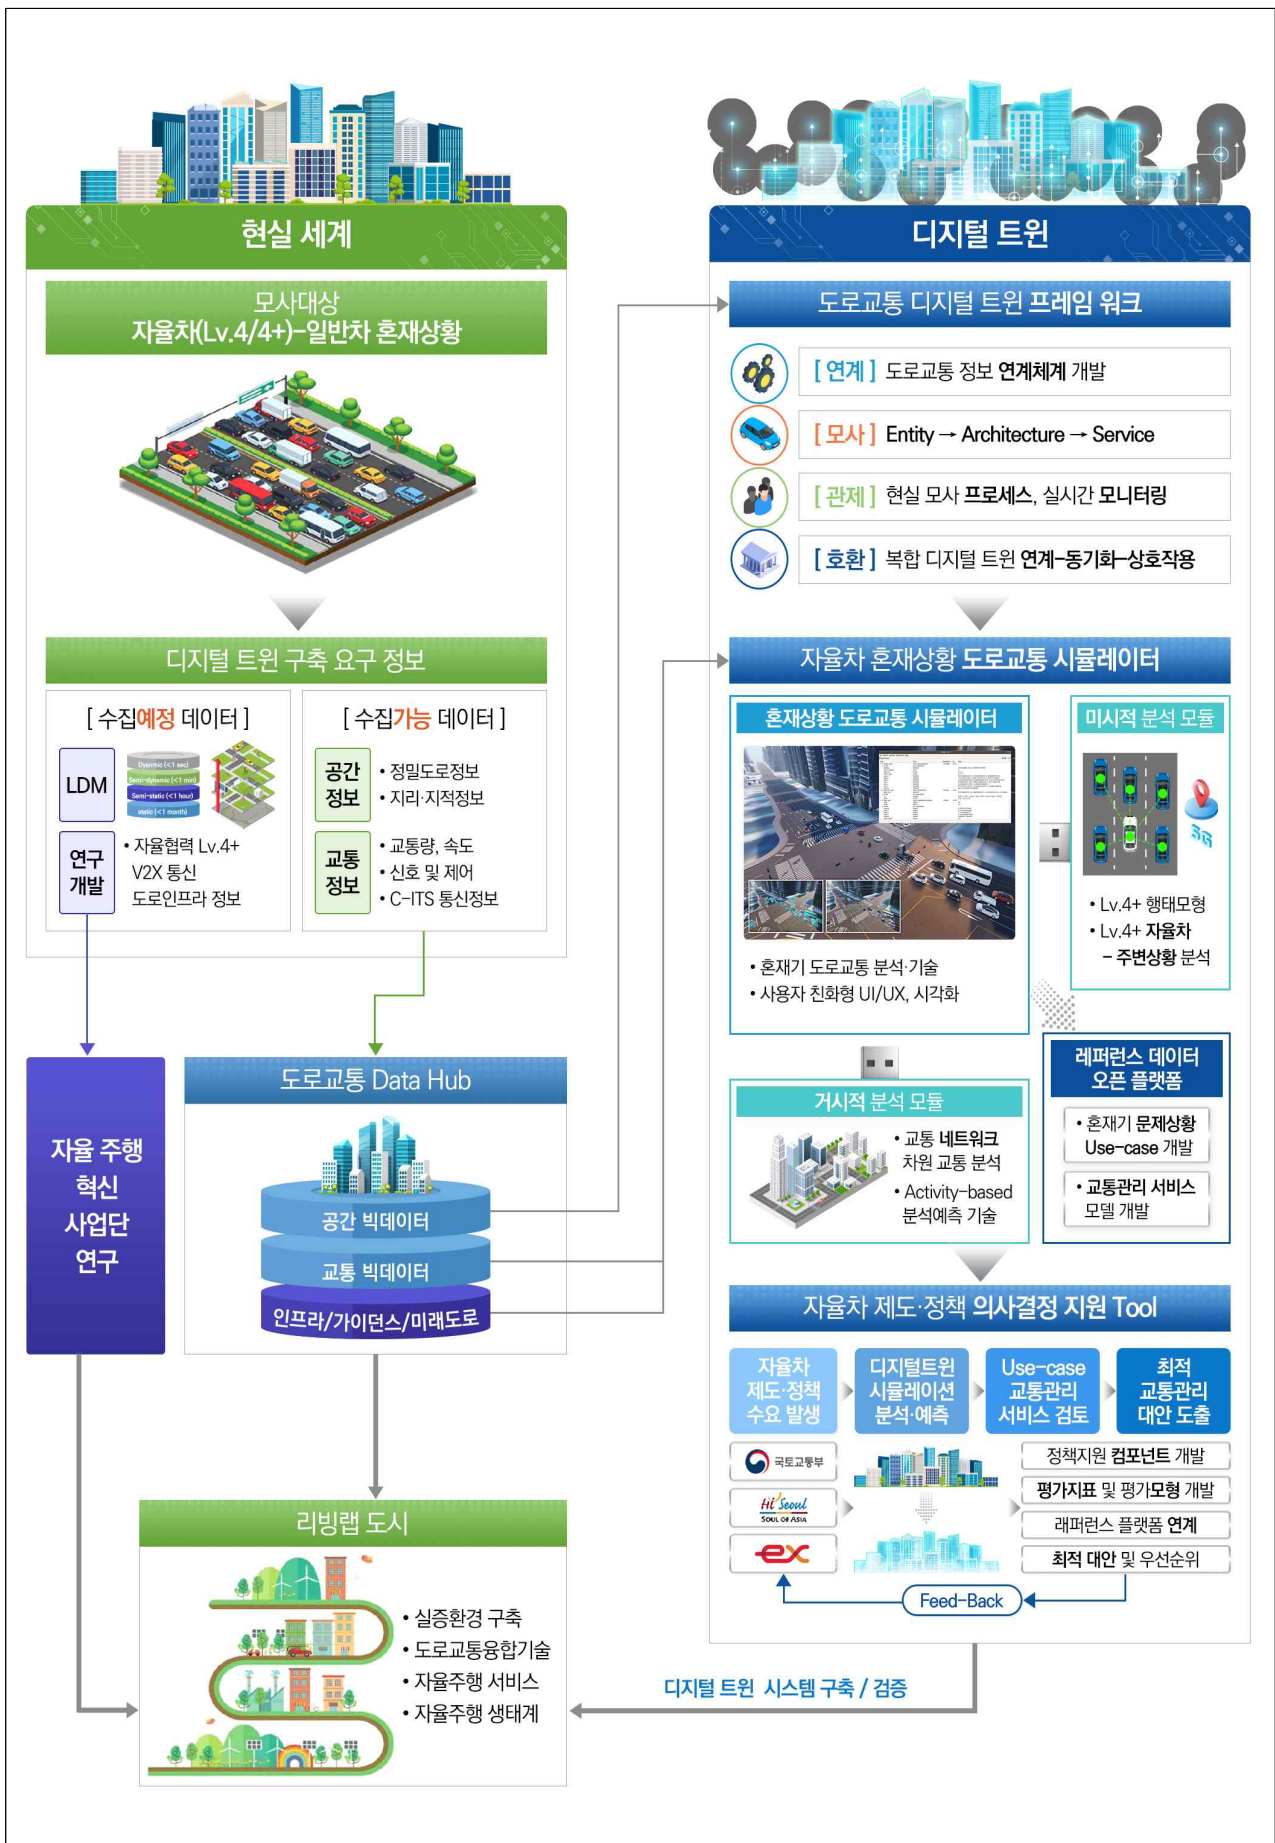 현실 세계
모사대상
자율차(Lv.4/4+)-일반차 혼재상황
디지털 트윈 구축 요구 정보
[ 수집예정 데이터 ]
LDM
Dynamic (<1 sec)
Semi-dynamic (<1 min)
Semi-static (<1 hour)
static (<1 month)
연구
개발
• 자율협력 Lv.4+
V2X 통신
도로인프라 정보
[ 수집가능 데이터 ]
공간
정보
• 정밀도로정보
• 지리·지적정보
교통
정보
• 교통량, 속도
• 신호 및 제어
• C-ITS 통신정보
자율 주행
혁신
사업단
연구
도로교통 Data Hub
공간 빅데이터
교통 빅데이터
인프라/가이던스/미래도로
리빙랩 도시
• 실증환경 구축
• 도로교통융합기술
• 자율주행 서비스
• 자율주행 생태계
디지털 트윈
도로교통 디지털 트윈 프레임 워크
[ 연계 ] 도로교통 정보 연계체계 개발
[ 모사 ] Entity → Architecture → Service
[ 관제 ] 현실 모사 프로세스, 실시간 모니터링
[ 호환 ] 복합 디지털 트윈 연계-동기화-상호작용
자율차 혼재상황 도로교통 시뮬레이터
혼재상황 도로교통 시뮬레이터
• 혼재기 도로교통 분석·기술
• 사용자 친화형 UI/UX, 시각화
미시적 분석 모듈
5G
• Lv.4+ 행태모형
• Lv.4+ 자율차
- 주변상황 분석
거시적 분석 모듈
• 교통 네트워크
차원 교통 분석
• Activity-based
분석예측 기술
레퍼런스 데이터
오픈 플랫폼
• 혼재기 문제상황
Use-case 개발
• 교통관리 서비스
모델 개발
자율차 제도·정책 의사결정 지원 Tool
자율차
제도·정책
수요 발생
디지털트윈
시뮬레이션
분석·예측
Use-case
교통관리
서비스 검토
최적
교통관리
대안 도출
국토교통부
Hi Seoul
SOUL OF ASIA
ex
정책지원 컴포넌트 개발
평가지표 및 평가모형 개발
래퍼런스 플랫폼 연계
최적 대안 및 우선순위
Feed-Back
디지털 트윈 시스템 구축 / 검증